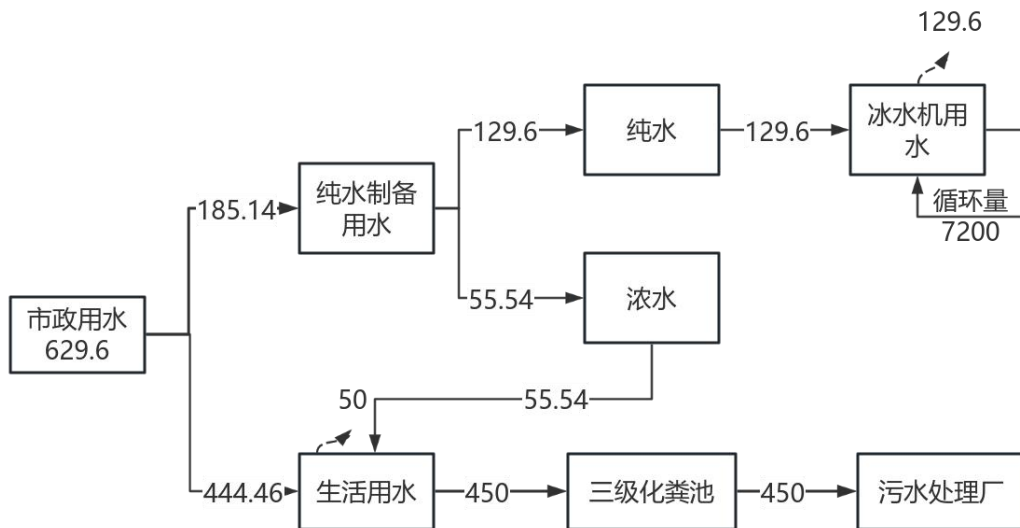 129.6
129.6
纯水
129.6
冰水机用
水
185.14
纯水制备
用水
循环量
7200
55.54
浓水
市政用水
629.6
50
55.54
444.46
生活用水
450
三级化粪池
450
污水处理厂